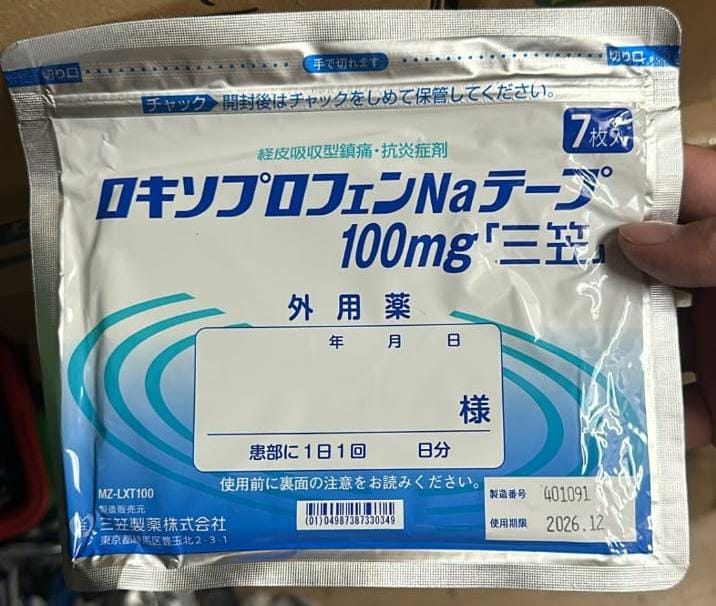 切り口 手で切れます 切り口
チャック 開封後はチャックをしめて保管してください。
7枚入
経皮吸収型鎮痛・抗炎症剤
ロキソプロフェンNaテープ
100mg「三笠」
外用薬
年 月 日
様
患部に1日1回 日分
使用前に裏面の注意をお読みください。
MZ-LXT100
製造販売元
三笠製薬株式会社
東京都練馬区豊玉北2-3-1
(01)04987387330349
製造番号 401091
使用期限 2026.12